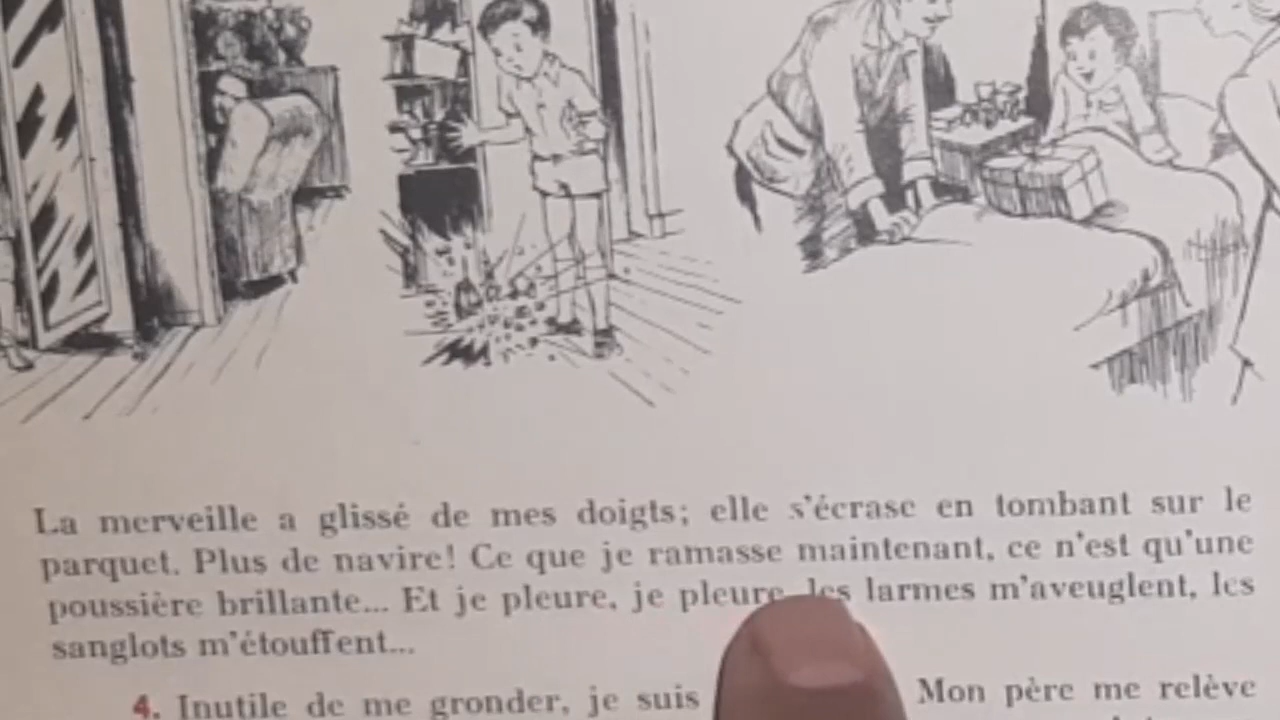 La merveille a glissé de mes doigts; elle s'écrase en tombant sur le
parquet. Plus de navire! Ce que je ramasse maintenant, ce n'est qu'une
poussière brillante... Et je pleure, je pleure les larmes m'aveuglent, les
sanglots m'étouffent...
4. Inutile de me gronder, je suis Mon père me relève